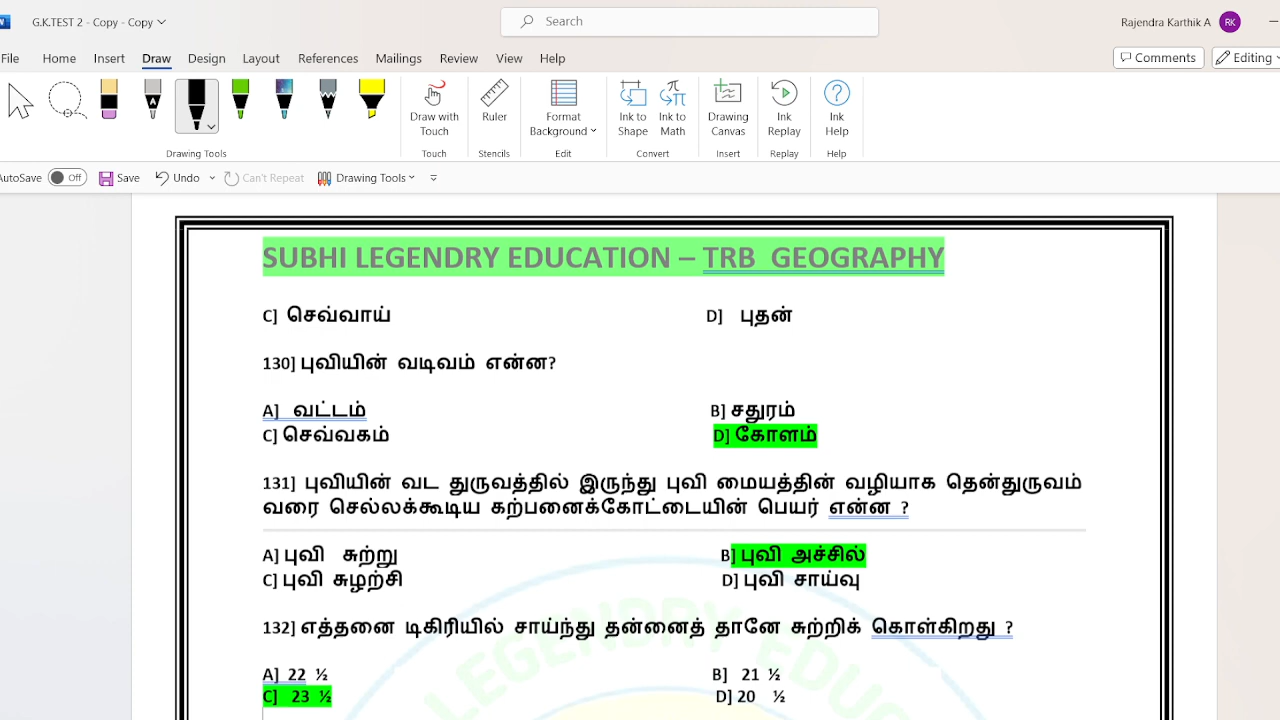 G.K.TEST 2 - Copy - Copy
Search
Rajendra Karthik A
RK
File Home Insert Draw Design Layout References Mailings Review View Help
Comments
Editing
Draw with Touch
Ruler
Format Background
Ink to Shape
Ink to Math
Drawing Canvas
Ink Replay
Ink Help
Drawing Tools Touch Stencils Edit Convert Insert Replay Help
AutoSave Off Save Undo Can't Repeat Drawing Tools
SUBHI LEGENDRY EDUCATION – TRB GEOGRAPHY
C] செவ்வாய் D] புதன்
130] புவியின் வடிவம் என்ன?
A] வட்டம் B] சதுரம்
C] செவ்வகம் D] கோளம்
131] புவியின் வட துருவத்தில் இருந்து புவி மையத்தின் வழியாக தென்துருவம்
வரை செல்லக்கூடிய கற்பனைக்கோட்டையின் பெயர் என்ன ?
A] புவி சுற்று B] புவி அச்சில்
C] புவி சுழற்சி D] புவி சாய்வு
132] எத்தனை டிகிரியில் சாய்ந்து தன்னைத் தானே சுற்றிக் கொள்கிறது ?
A] 22 ½ B] 21 ½
C] 23 ½ D] 20 ½
LEGENDRY EDUC